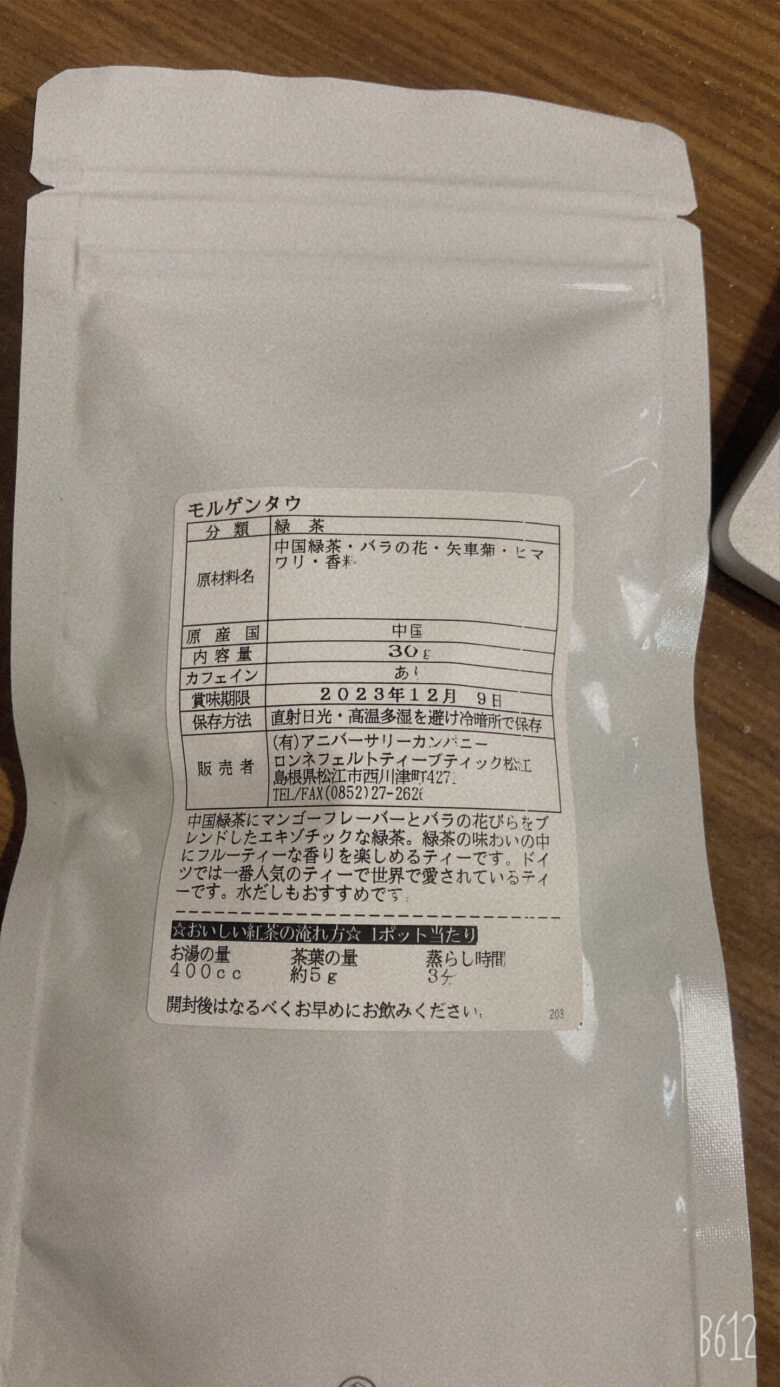 モルゲンタウ
分類 緑茶
原材料名 中国緑茶・バラの花・矢車菊・ヒマ
ワリ・香料
原産国 中国
内容量 30g
カフェイン あり
賞味期限 2023年12月 9日
保存方法 直射日光・高温多湿を避け冷暗所で保存
販売者 (有)アニバーサリーカンパニー
ロンネフェルトティーブティック松江
島根県松江市西川津町
TEL/FAX(0852)27-
中国緑茶にマンゴーフレーバーとバラの花びらをブ
レンドしたエキゾチックな緑茶。緑茶の味わいの中
にフルーティーな香りを楽しめるティーです。ドイ
ツでは一番人気のティーで世界で愛されているティ
ーです。水だしもおすすめです。
☆おいしい紅茶の淹れ方☆ 1ポット当たり
お湯の量 茶葉の量 蒸らし時間
400cc 約5g 3分
開封後はなるべくお早めにお飲みください。
203
B612